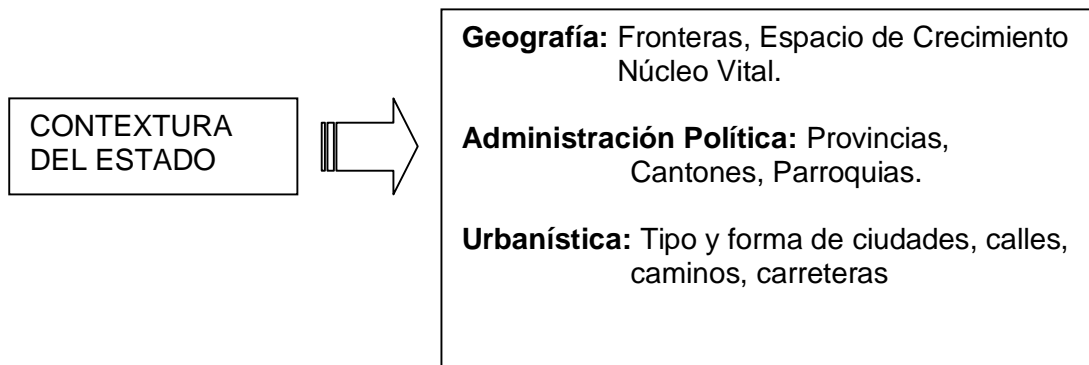 CONTEXTURA
DEL ESTADO
Geografía: Fronteras, Espacio de Crecimiento
Núcleo Vital.
Administración Política: Provincias,
Cantones, Parroquias.
Urbanística: Tipo y forma de ciudades, calles,
caminos, carreteras